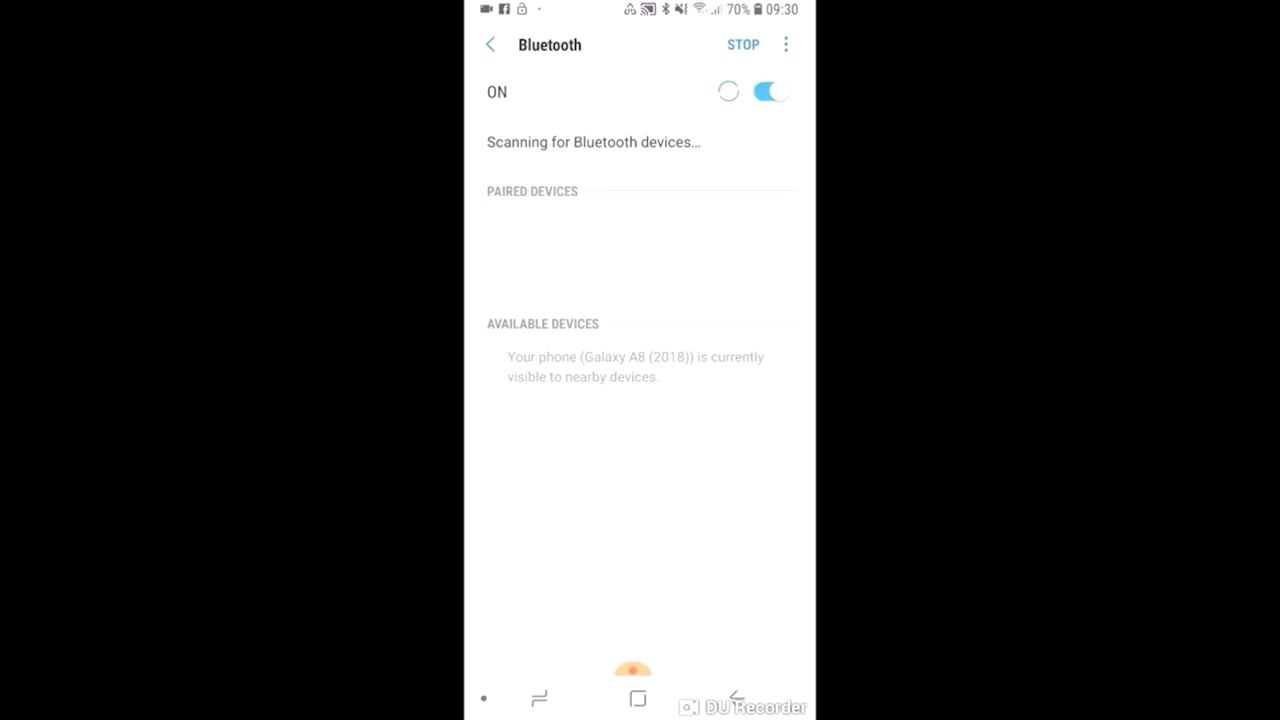 70% 09:30
Bluetooth STOP
ON
Scanning for Bluetooth devices...
PAIRED DEVICES
AVAILABLE DEVICES
Your phone (Galaxy A8 (2018)) is currently
visible to nearby devices.
DU Recorder